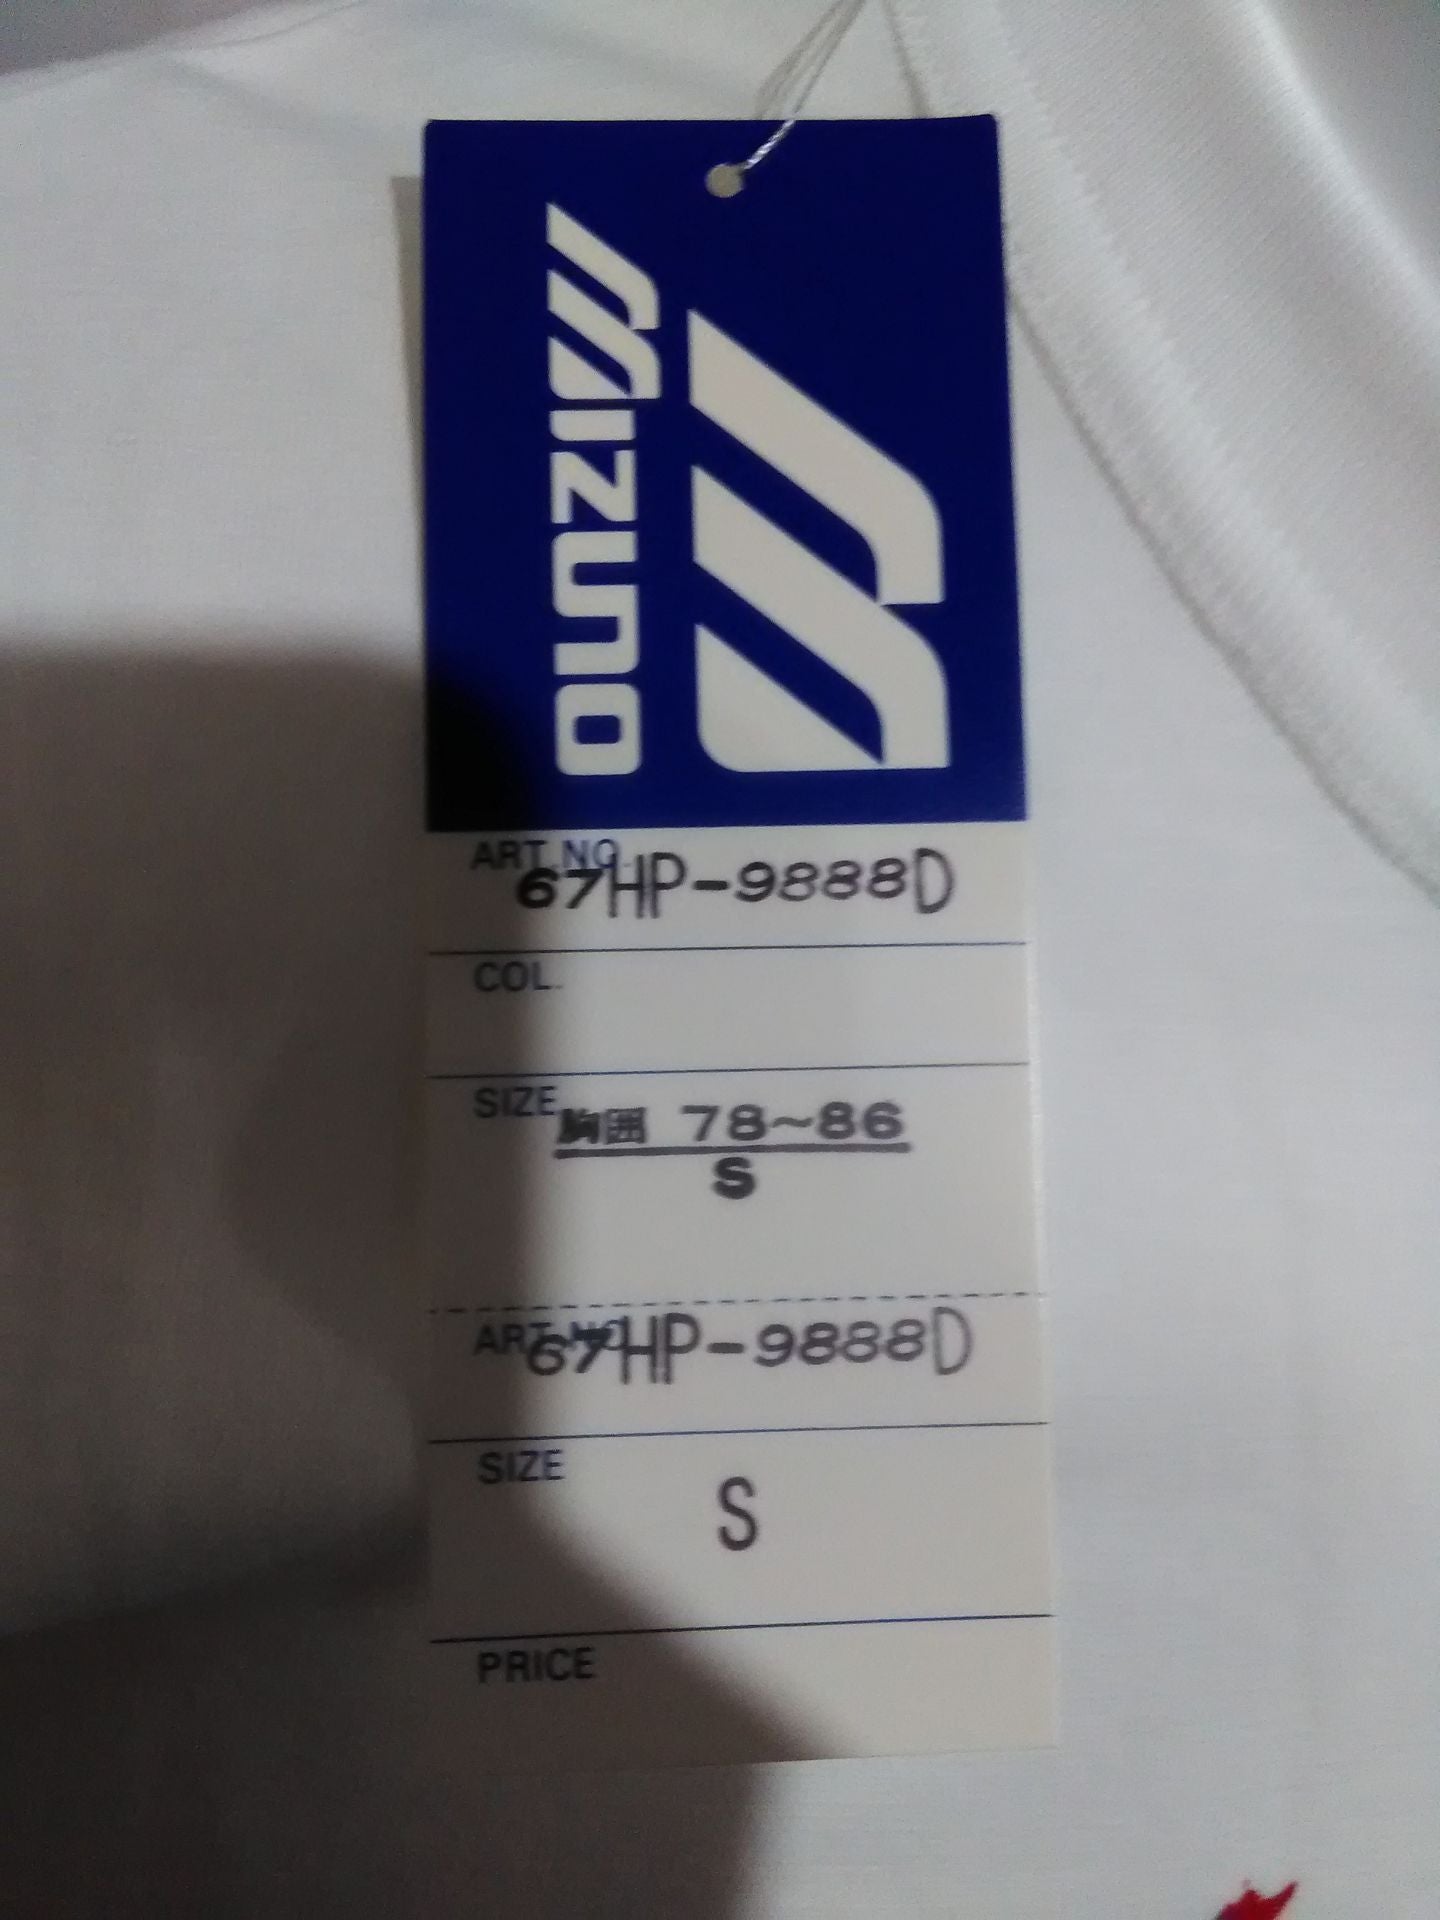 MIZUNO
ART.NO.
67HP-9888D
COL.
SIZE
胸囲 78~86
S
ART.NO.
67HP-9888D
SIZE
S
PRICE